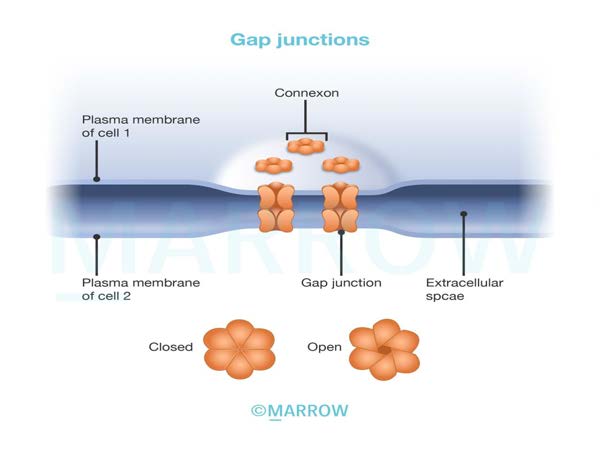 Gap junctions
Connexon
Plasma membrane
of cell 1
MARROW
Plasma membrane
of cell 2
Gap junction
Extracellular
spcae
Closed
Open
©MARROW